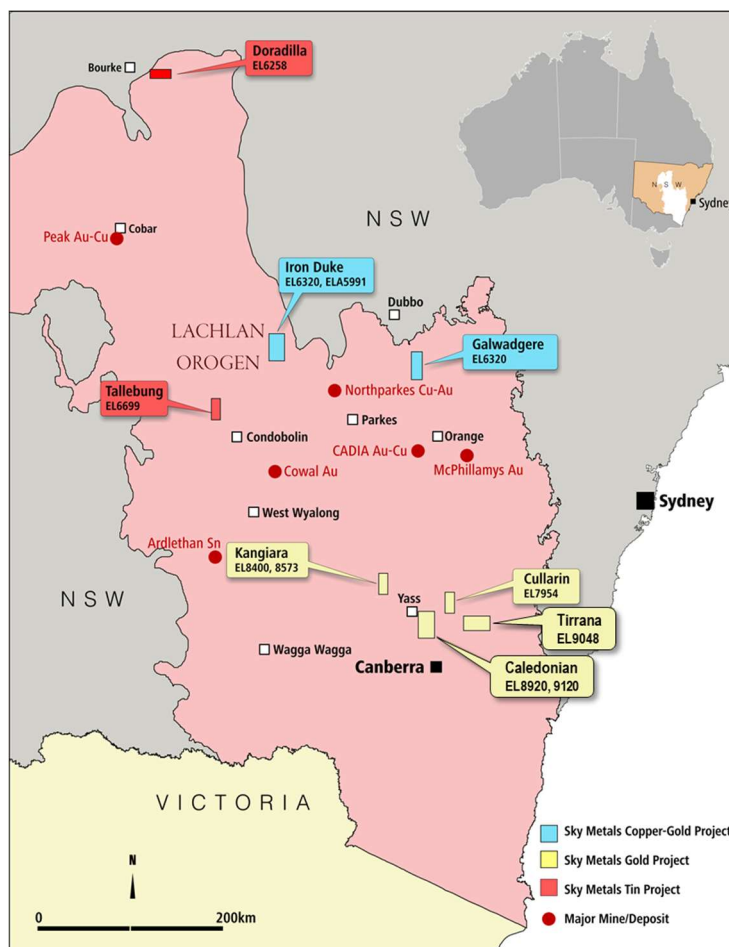 Doradilla
EL6258
Bourke
N S W
Sydney
NSW
Cobar
Peak Au-Cu
Iron Duke
EL6320, ELA5991
Dubbo
LACHLAN
OROGEN
Galwadgere
EL6320
Tallebung
EL6699
Northparkes Cu-Au
Parkes
Condobolin
Orange
CADIA Au-Cu
McPhillamys Au
Cowal Au
Sydney
West Wyalong
Ardlethan Sn
Kangiara
EL8400, 8573
Cullarin
EL7954
NSW
Yass
Tirrana
EL9048
Wagga Wagga
Canberra
Caledonian
EL8920, 9120
VICTORIA
Sky Metals Copper-Gold Project
Sky Metals Gold Project
Sky Metals Tin Project
Major Mine/Deposit
N
0
200km